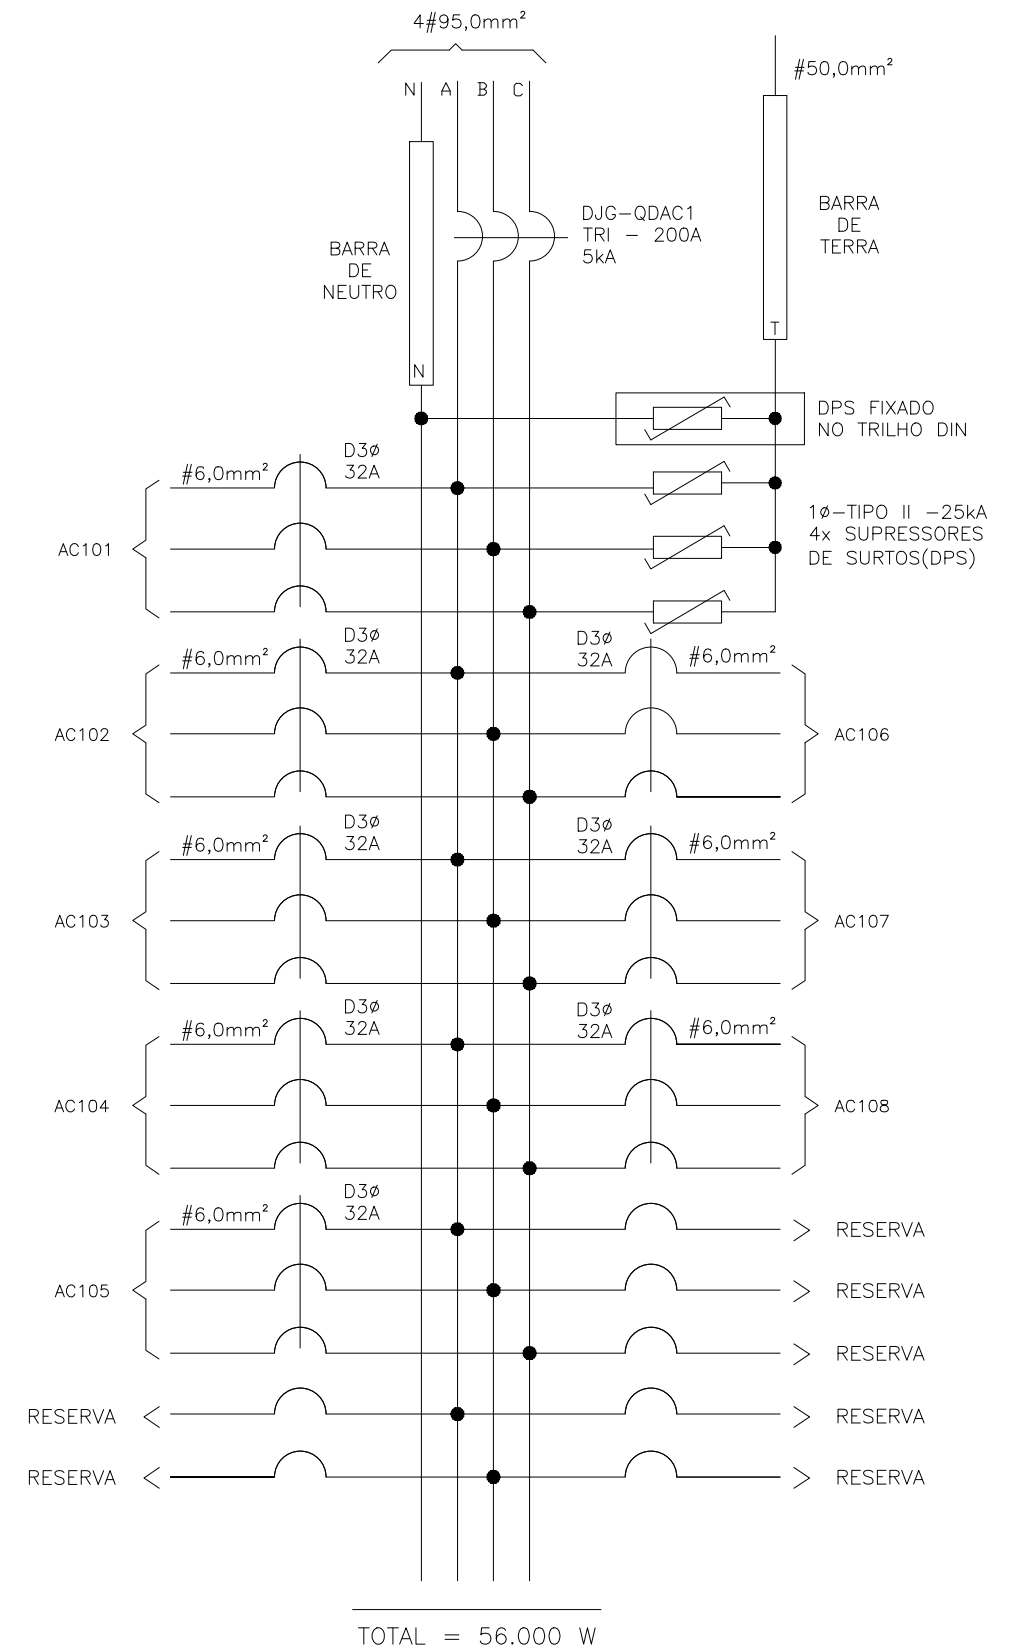 4#95,0mm²
N A B C
#50,0mm²
BARRA
DE
NEUTRO
N
DJG-QDAC1
TRI - 200A
5kA
BARRA
DE
TERRA
T
DPS FIXADO
NO TRILHO DIN
1ø-TIPO II -25kA
4x SUPRESSORES
DE SURTOS(DPS)
#6,0mm²
D3ø
32A
AC101
#6,0mm²
D3ø
32A
AC102
D3ø
32A
#6,0mm²
AC106
#6,0mm²
D3ø
32A
AC103
D3ø
32A
#6,0mm²
AC107
#6,0mm²
D3ø
32A
AC104
D3ø
32A
#6,0mm²
AC108
#6,0mm²
D3ø
32A
AC105
RESERVA
RESERVA
RESERVA
RESERVA
RESERVA
RESERVA
RESERVA
TOTAL = 56.000 W